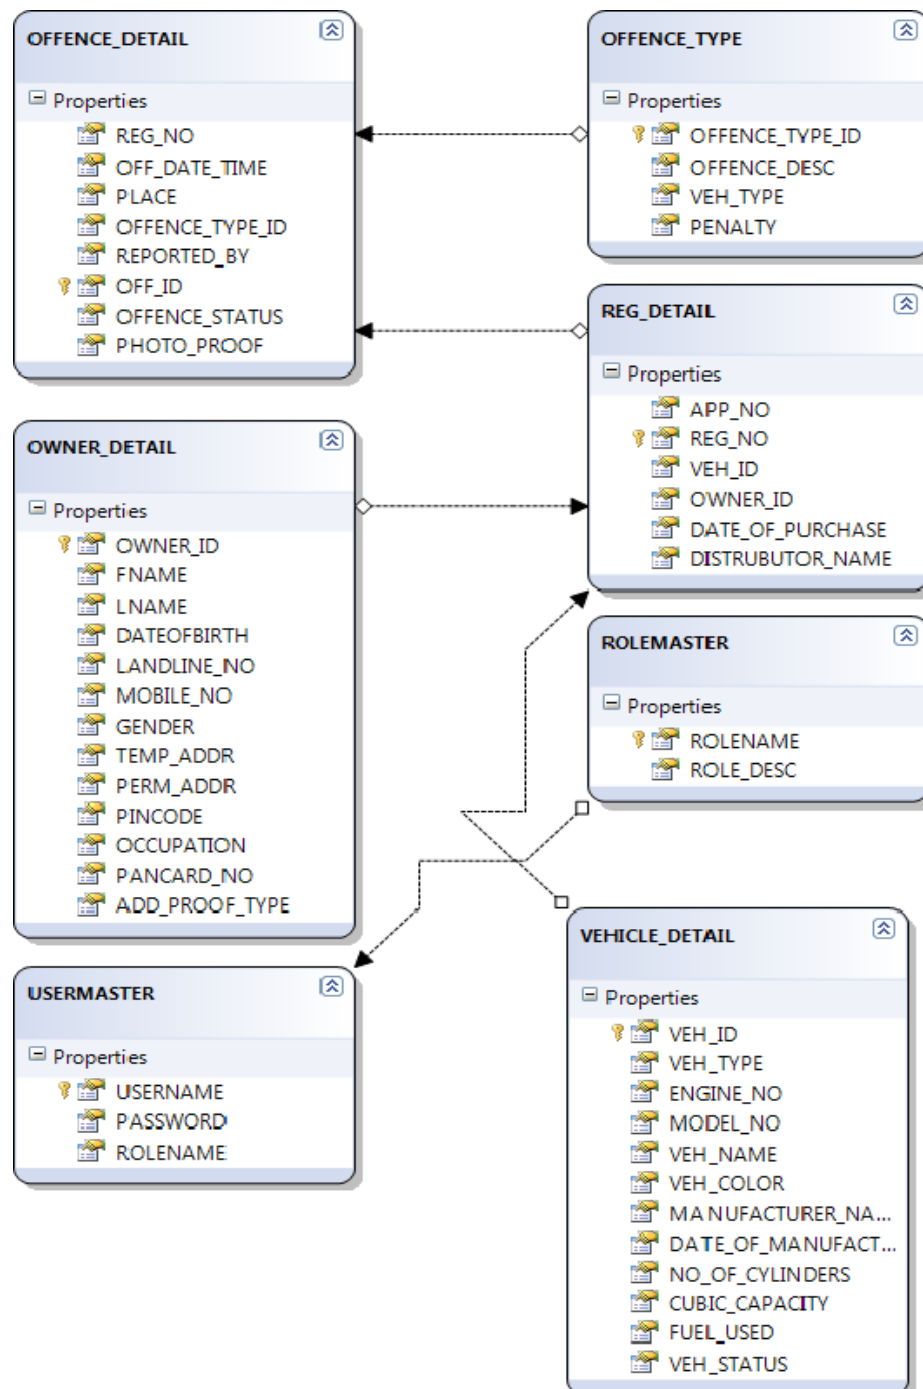 OFFENCE_DETAIL
Properties
REG_NO
OFF_DATE_TIME
PLACE
OFFENCE_TYPE_ID
REPORTED_BY
OFF_ID
OFFENCE_STATUS
PHOTO_PROOF
OFFENCE_TYPE
Properties
OFFENCE_TYPE_ID
OFFENCE_DESC
VEH_TYPE
PENALTY
REG_DETAIL
Properties
APP_NO
REG_NO
VEH_ID
OWNER_ID
DATE_OF_PURCHASE
DISTRUBUTOR_NAME
OWNER_DETAIL
Properties
OWNER_ID
FNAME
LNAME
DATEOFBIRTH
LANDLINE_NO
MOBILE_NO
GENDER
TEMP_ADDR
PERM_ADDR
PINCODE
OCCUPATION
PANCARD_NO
ADD_PROOF_TYPE
ROLEMASTER
Properties
ROLENAME
ROLE_DESC
USERMASTER
Properties
USERNAME
PASSWORD
ROLENAME
VEHICLE_DETAIL
Properties
VEH_ID
VEH_TYPE
ENGINE_NO
MODEL_NO
VEH_NAME
VEH_COLOR
MANUFACTURER_NA...
DATE_OF_MANUFACT...
NO_OF_CYLINDERS
CUBIC_CAPACITY
FUEL_USED
VEH_STATUS